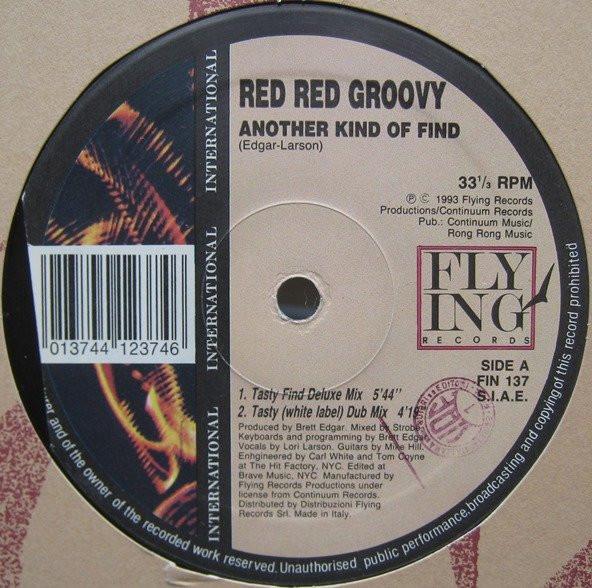 RED RED GROOVY
ANOTHER KIND OF FIND
(Edgar-Larson)
33 1/3 RPM
℗ © 1993 Flying Records
Productions/Continuum Records
Pub.: Continuum Music/
Rong Rong Music
FLY
ING
RECORDS
SIDE A
FIN 137
S.I.A.E.
INTERNATIONAL
INTERNATIONAL
INTERNATIONAL
013744 123746
1. Tasty Find Deluxe Mix 5'44"
2. Tasty (white label) Dub Mix 4'19"
Produced by Brett Edgar. Mixed by Strobe.
Keyboards and programming by Brett Edgar.
Vocals by Lori Larson. Guitars by Mike Hill.
Enhgineered by Carl White and Tom Coyne
at The Hit Factory, NYC. Edited at
Brave Music, NYC. Manufactured by
Flying Records Productions under
license from Continuum Records.
Distributed by Distribuzioni Flying
Records Srl. Made in Italy.
and of the owner of the recorded work reserved. Unauthorised public performance.broadcasting and copying of this record prohibited